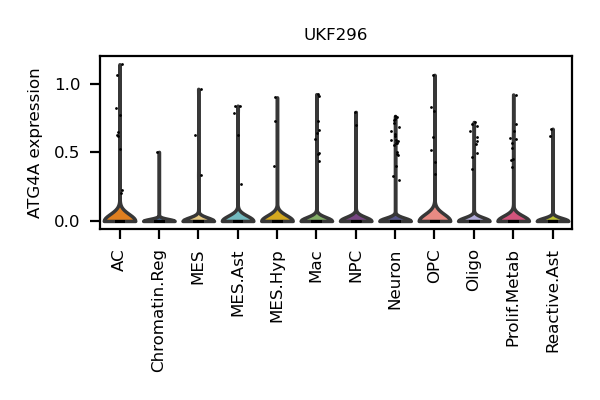 UKF296
ATG4A expression
1.0
0.5
0.0
AC
Chromatin.Reg
MES
MES.Ast
MES.Hyp
Mac
NPC
Neuron
OPC
Oligo
Prolif.Metab
Reactive.Ast